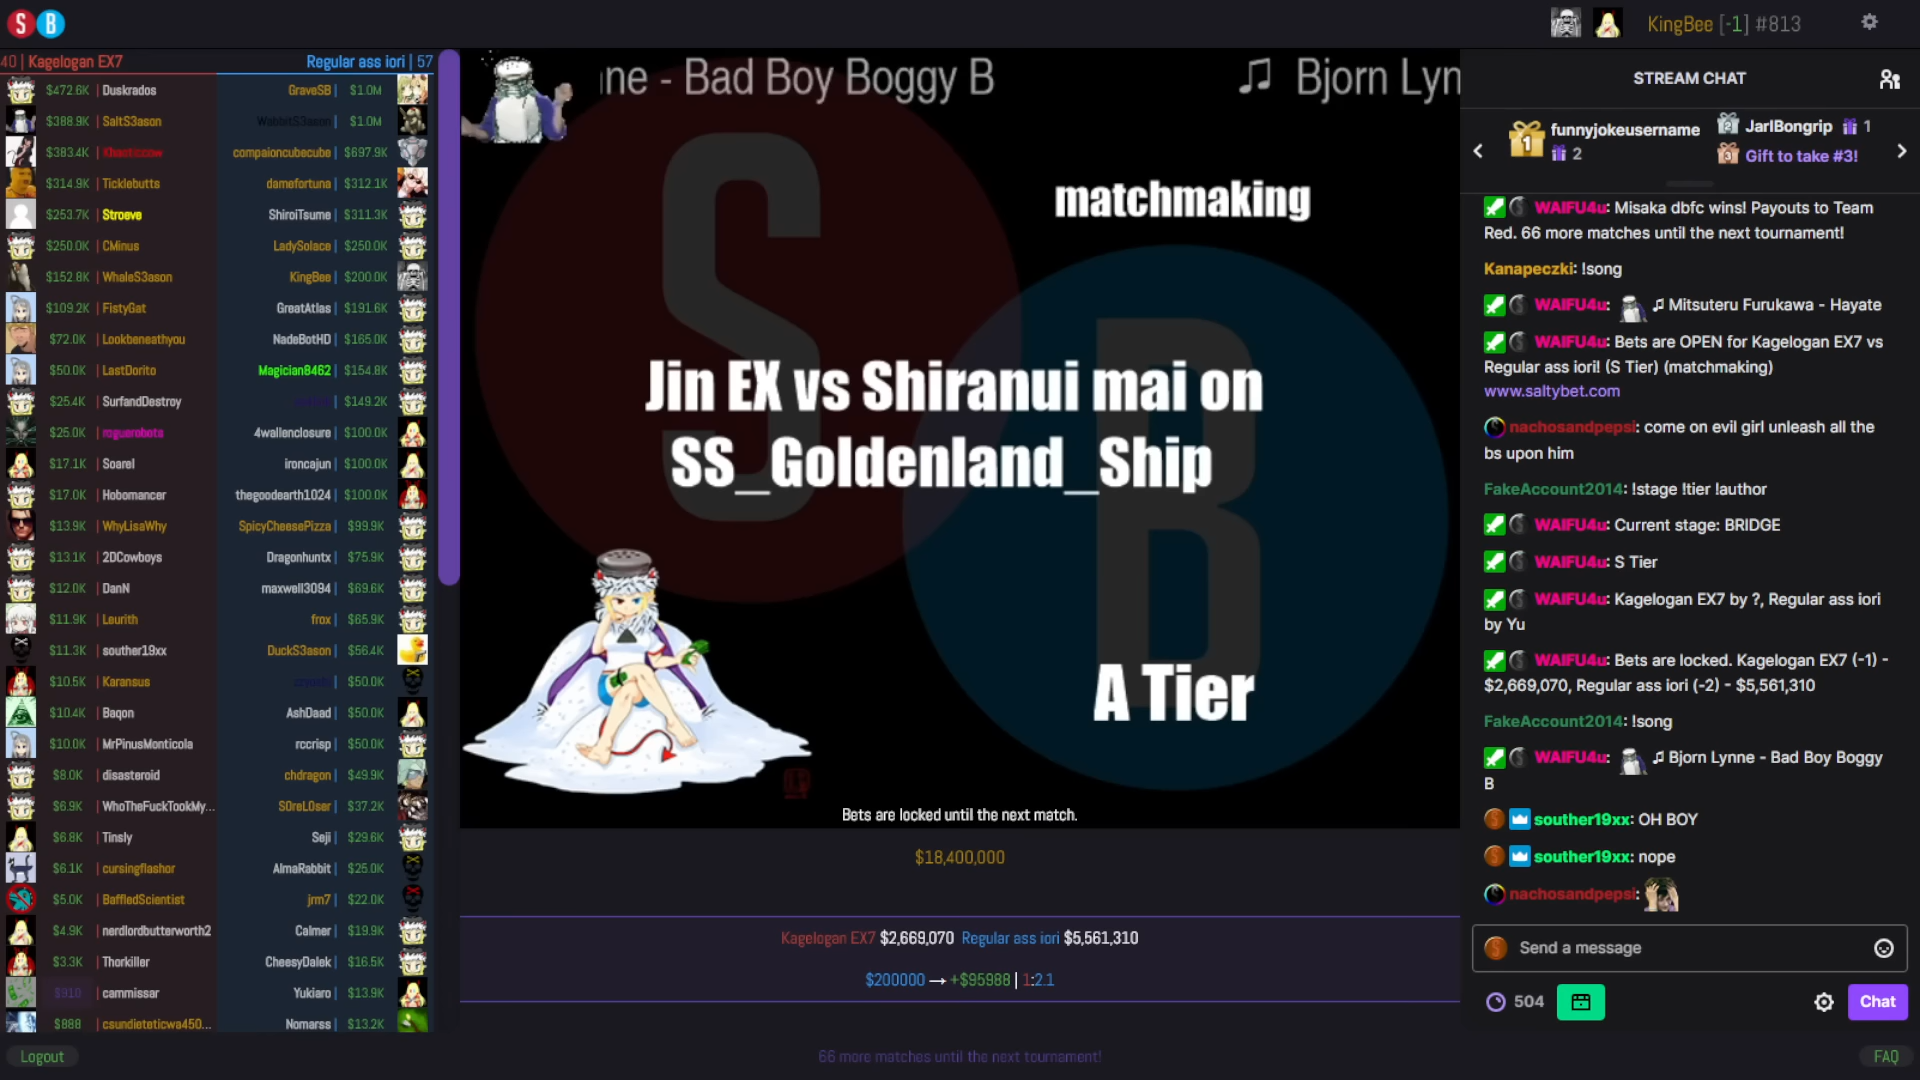 S B
KingBee [-1] #813
40 | Kagelogan EX7
Regular ass iori | 57
$472.6K | Duskrados
GraveSB | $1.0M
$388.9K | SaltS3ason
WabbitS3ason | $1.0M
$383.4K | Khasticcow
compaioncubecube | $697.9K
$314.9K | Ticklebutts
damefortuna | $312.1K
$253.7K | Stroeve
ShiroiTsume | $311.3K
$250.0K | CMinus
LadySolace | $250.0K
$152.8K | WhaleS3ason
KingBee | $200.0K
$109.2K | FistyGat
GreatAtlas | $191.6K
$72.0K | Lookbeneathyou
NadeBotHD | $165.0K
$50.0K | LastDorito
Magician8462 | $154.8K
$25.4K | SurfandDestroy
| $149.2K
$25.0K | roguerobots
4wallenclosure | $100.0K
$17.1K | Soarel
ironcajun | $100.0K
$17.0K | Hobomancer
thegoodearth1024 | $100.0K
$13.9K | WhyLisaWhy
SpicyCheesePizza | $99.9K
$13.1K | 2DCowboys
Dragonhuntx | $75.9K
$12.0K | DanN
maxwell3094 | $69.6K
$11.9K | Leurith
frox | $65.9K
$11.3K | souther19xx
DuckS3ason | $56.4K
$10.5K | Karansus
| $50.0K
$10.4K | Baqon
AshDaad | $50.0K
$10.0K | MrPinusMonticola
rccrisp | $50.0K
$8.0K | disasteroid
chdragon | $49.9K
$6.9K | WhoTheFuckTookMy...
S0reL0ser | $37.2K
$6.8K | Tinsly
Seji | $29.6K
$6.1K | cursingflashor
AlmaRabbit | $25.0K
$5.0K | BaffledScientist
jrm7 | $22.0K
$4.9K | nerdlordbutterworth2
Calmer | $19.9K
$3.3K | Thorkiller
CheesyDalek | $16.5K
$910 | cammissar
Yukiaro | $13.9K
$888 | csundieteticwa450...
Nomarss | $13.2K
Logout
nne - Bad Boy Boggy B ♫ Bjorn Lyn
S
B
matchmaking
Jin EX vs Shiranui mai on
SS_Goldenland_Ship
A Tier
Bets are locked until the next match.
$18,400,000
Kagelogan EX7 $2,669,070 Regular ass iori $5,561,310
$200000 → +$95988 | 1:2.1
66 more matches until the next tournament!
STREAM CHAT
1 funnyjokeusername
2
2 JarlBongrip 1
3 Gift to take #3!
WAIFU4u: Misaka dbfc wins! Payouts to Team
Red. 66 more matches until the next tournament!
Kanapeczki: !song
WAIFU4u: ♫ Mitsuteru Furukawa - Hayate
WAIFU4u: Bets are OPEN for Kagelogan EX7 vs
Regular ass iori! (S Tier) (matchmaking)
www.saltybet.com
nachosandpepsi: come on evil girl unleash all the
bs upon him
FakeAccount2014: !stage !tier !author
WAIFU4u: Current stage: BRIDGE
WAIFU4u: S Tier
WAIFU4u: Kagelogan EX7 by ?, Regular ass iori
by Yu
WAIFU4u: Bets are locked. Kagelogan EX7 (-1) -
$2,669,070, Regular ass iori (-2) - $5,561,310
FakeAccount2014: !song
WAIFU4u: ♫ Bjorn Lynne - Bad Boy Boggy
B
souther19xx: OH BOY
souther19xx: nope
nachosandpepsi:
Send a message
504
Chat
FAQ